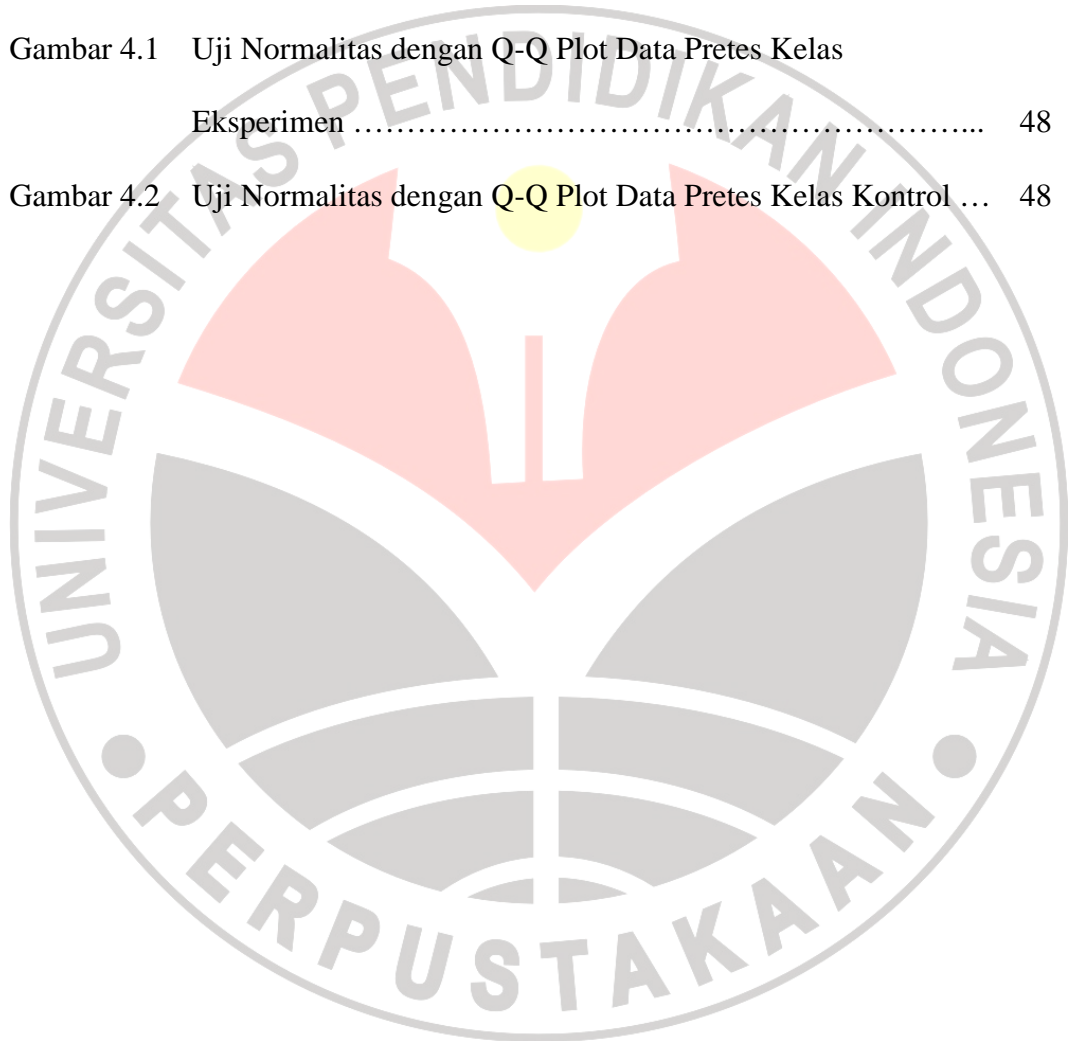 Gambar 4.1 Uji Normalitas dengan Q-Q Plot Data Pretes Kelas
Eksperimen ………………………………………………….. 48
Gambar 4.2 Uji Normalitas dengan Q-Q Plot Data Pretes Kelas Kontrol … 48
UNIVERSITAS PENDIDIKAN INDONESIA
PERPUSTAKAAN